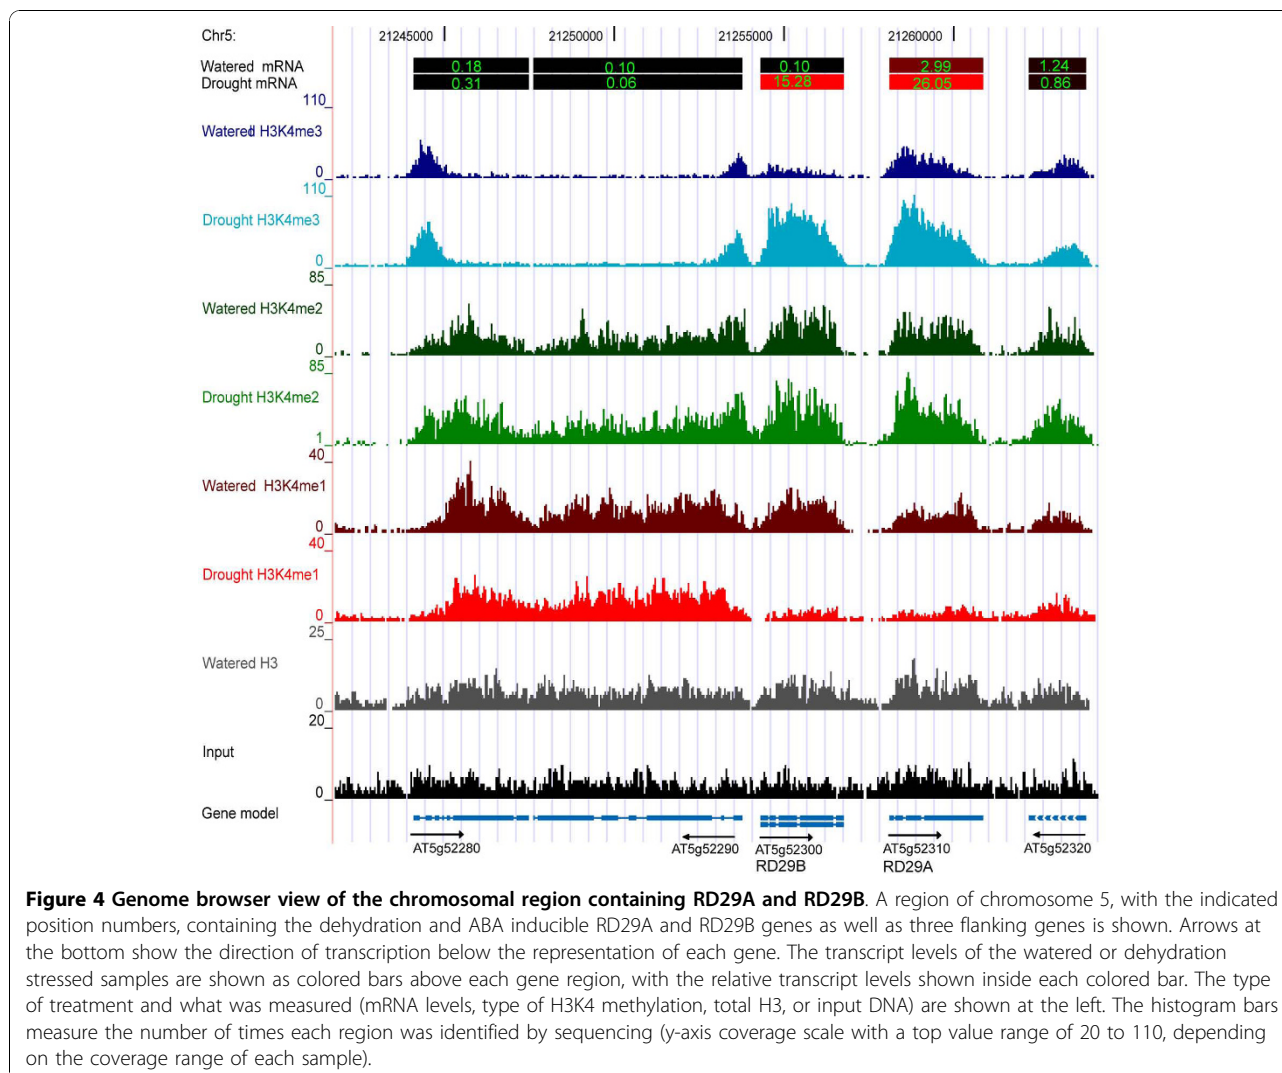 Chr5: 21245000 21250000 21255000 21260000
Watered mRNA 0.18 0.10 0.10 2.99 1.24
Drought mRNA 0.31 0.06 15.28 26.05 0.86
110
Watered H3K4me3
0
110
Drought H3K4me3
0
85
Watered H3K4me2
0
85
Drought H3K4me2
1
40
Watered H3K4me1
0
40
Drought H3K4me1
0
25
Watered H3
0
20
Input
0
Gene model
AT5g52280 AT5g52290 AT5g52300 AT5g52310 AT5g52320
RD29B RD29A
Figure 4 Genome browser view of the chromosomal region containing RD29A and RD29B. A region of chromosome 5, with the indicated
position numbers, containing the dehydration and ABA inducible RD29A and RD29B genes as well as three flanking genes is shown. Arrows at
the bottom show the direction of transcription below the representation of each gene. The transcript levels of the watered or dehydration
stressed samples are shown as colored bars above each gene region, with the relative transcript levels shown inside each colored bar. The type
of treatment and what was measured (mRNA levels, type of H3K4 methylation, total H3, or input DNA) are shown at the left. The histogram bars
measure the number of times each region was identified by sequencing (y-axis coverage scale with a top value range of 20 to 110, depending
on the coverage range of each sample).